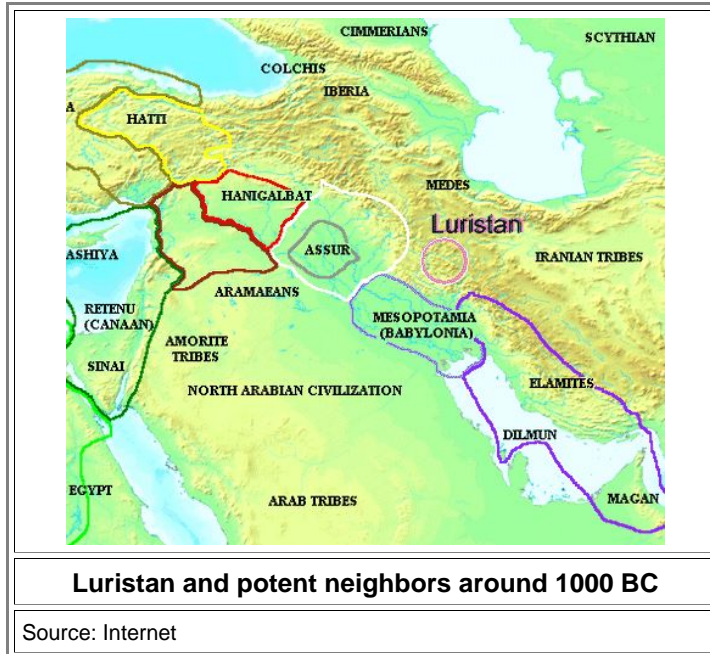 CIMMERIANS
SCYTHIAN
COLCHIS
IBERIA
A
HATTI
HANIGALBAT
MEDES
Luristan
ASHIYA
ASSUR
IRANIAN TRIBES
ARAMAEANS
RETENU
(CANAAN)
MESOPOTAMIA
(BABYLONIA)
AMORITE
TRIBES
SINAI
NORTH ARABIAN CIVILIZATION
ELAMITES
DILMUN
EGYPT
ARAB TRIBES
MAGAN
Luristan and potent neighbors around 1000 BC
Source: Internet